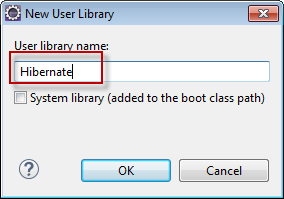 New User Library
User library name:
Hibernate
System library (added to the boot class path)
?
OK
Cancel